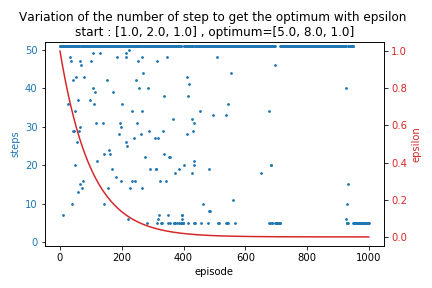 Variation of the number of step to get the optimum with epsilon
start : [1.0, 2.0, 1.0] , optimum=[5.0, 8.0, 1.0]
50
40
30
20
10
0
steps
1.0
0.8
0.6
0.4
0.2
0.0
epsilon
0 200 400 600 800 1000
episode